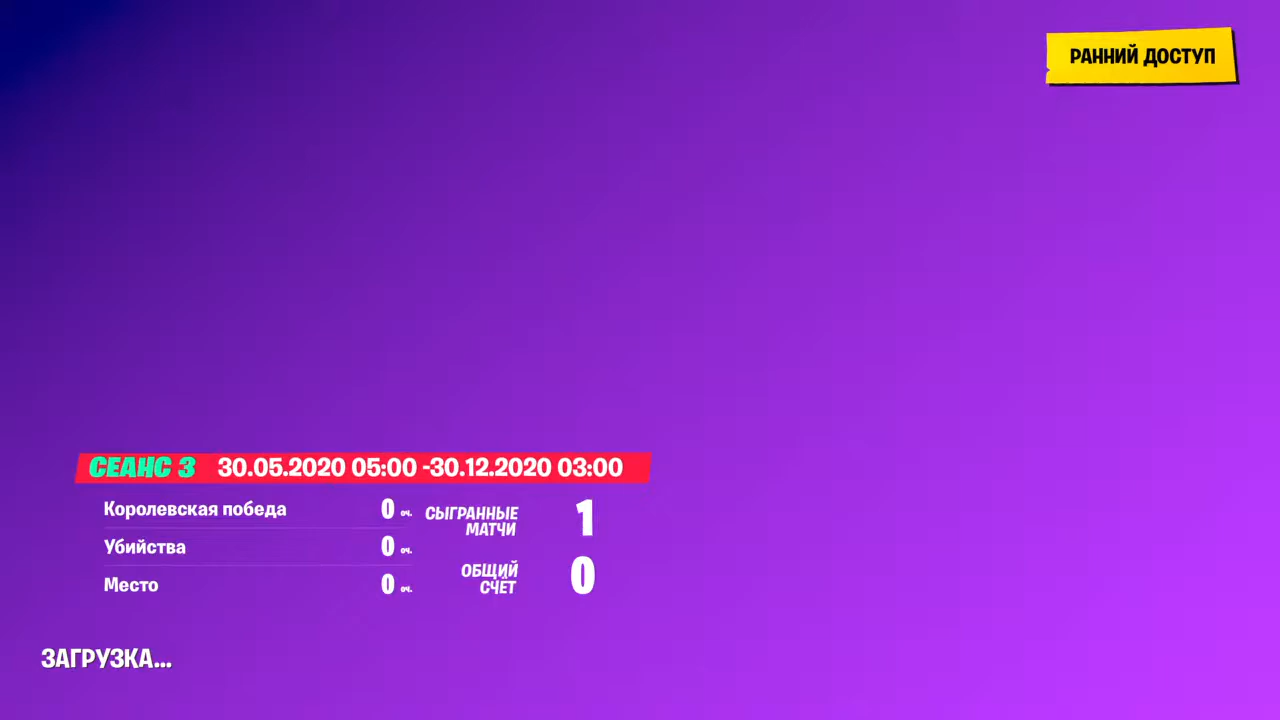 РАННИЙ ДОСТУП
СЕАНС 3 30.05.2020 05:00 -30.12.2020 03:00
Королевская победа 0 оч.
Убийства 0 оч.
Место 0 оч.
СЫГРАННЫЕ
МАТЧИ
1
ОБЩИЙ
СЧЁТ
0
ЗАГРУЗКА...